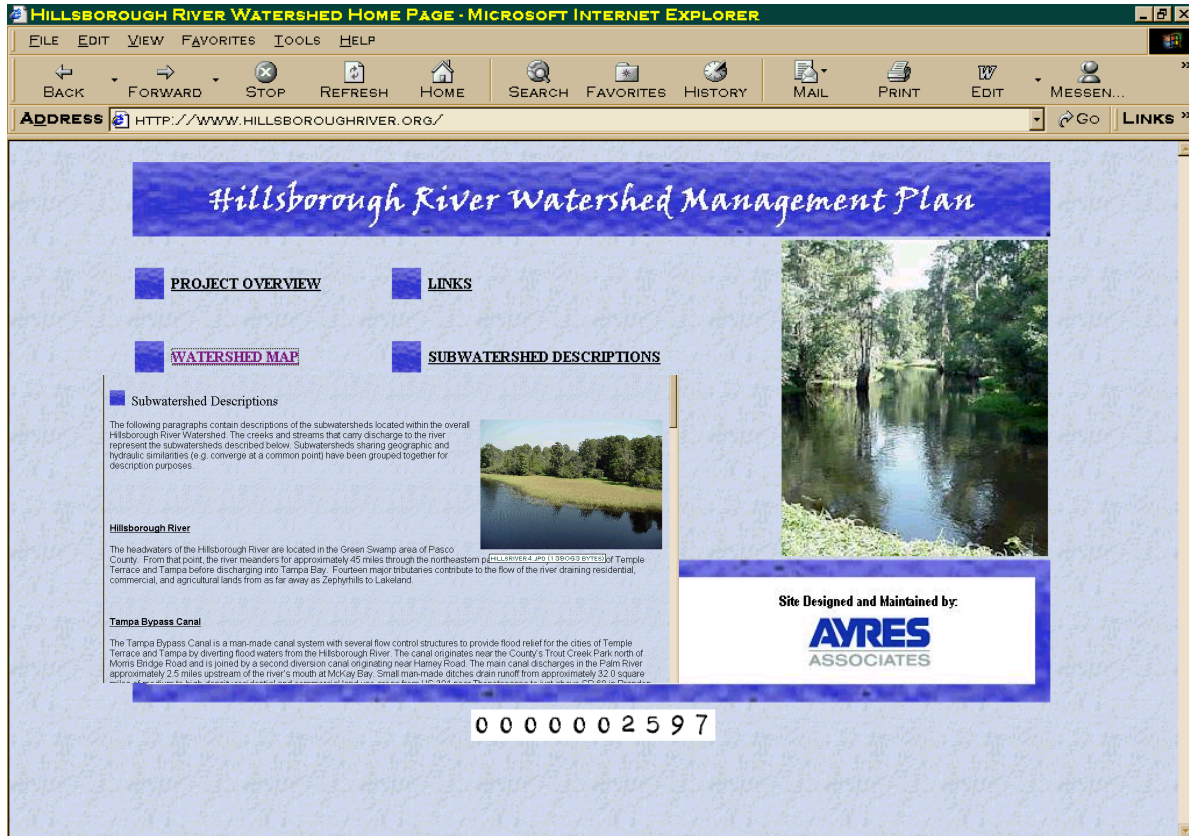 Hillsborough River Watershed Home Page - Microsoft Internet Explorer
File Edit View Favorites Tools Help
Back Forward Stop Refresh Home Search Favorites History Mail Print Edit Messen...
Address http://www.hillsboroughriver.org/ Go Links »
Hillsborough River Watershed Management Plan
PROJECT OVERVIEW LINKS
WATERSHED MAP SUBWATERSHED DESCRIPTIONS
Subwatershed Descriptions
The following paragraphs contain descriptions of the subwatersheds located within the overall
Hillsborough River Watershed. The creeks and streams that carry discharge to the river
represent the subwatersheds described below. Subwatersheds sharing geographic and
hydraulic similarities (e.g. converge at a common point) have been grouped together for
description purposes.
Hillsborough River
The headwaters of the Hillsborough River are located in the Green Swamp area of Pasco
County. From that point, the river meanders for approximately 45 miles through the northeastern of Temple
hillsriver4.jpg (139063 bytes)
Terrace and Tampa before discharging into Tampa Bay. Fourteen major tributaries contribute to the flow of the river draining residential,
commercial, and agricultural lands from as far away as Zephyrhills to Lakeland.
Tampa Bypass Canal
The Tampa Bypass Canal is a man-made canal system with several flow control structures to provide flood relief for the cities of Temple
Terrace and Tampa by diverting flood waters from the Hillsborough River. The canal originates near the County's Trout Creek Park north of
Morris Bridge Road and is joined by a second diversion canal originating near Harney Road. The main canal discharges in the Palm River
approximately 2.5 miles upstream of the river's mouth at McKay Bay. Small man-made ditches drain runoff from approximately 32.0 square
Site Designed and Maintained by:
AYRES
ASSOCIATES
0000002597